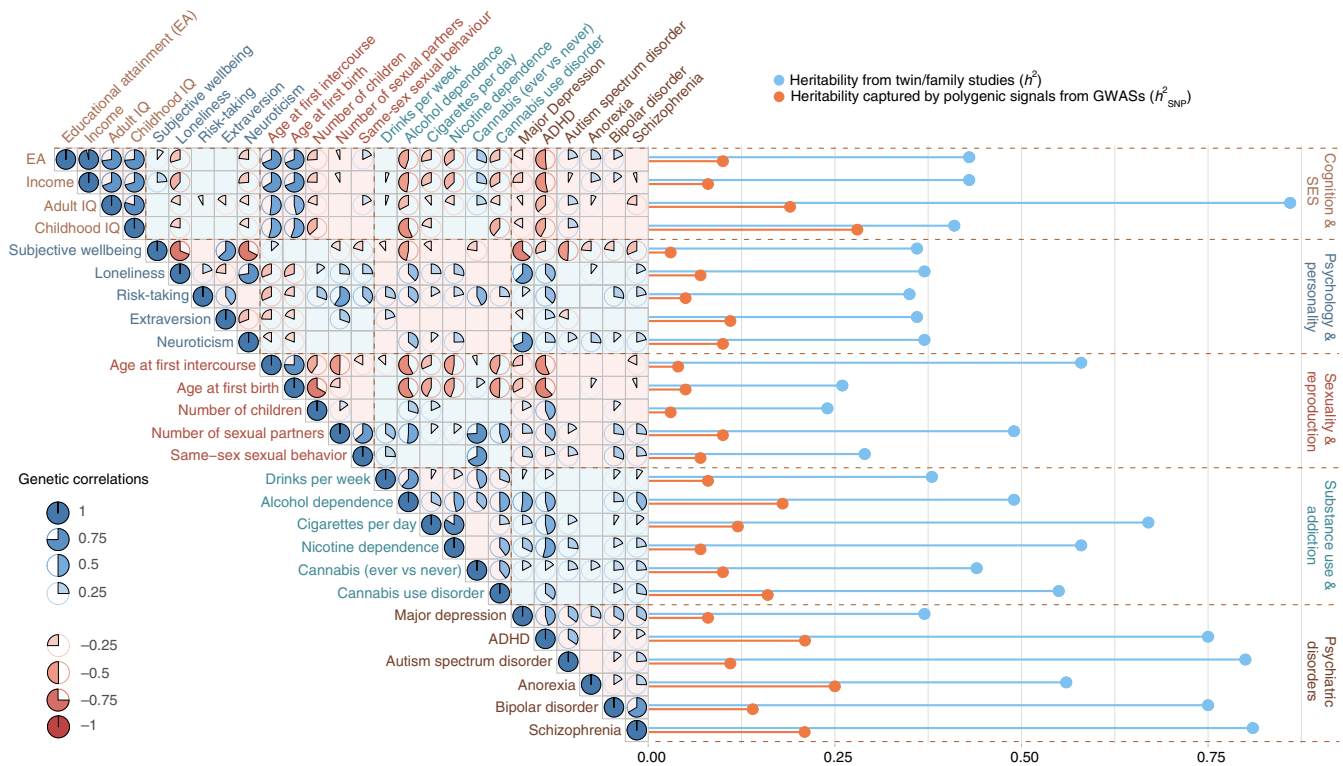 Educational attainment (EA)
Income
Adult IQ
Childhood IQ
Subjective wellbeing
Loneliness
Risk-taking
Extraversion
Neuroticism
Age at first intercourse
Age at first birth
Number of children
Number of sexual partners
Same-sex sexual behaviour
Drinks per week
Alcohol dependence
Cigarettes per day
Nicotine dependence
Cannabis (ever vs never)
Cannabis use disorder
Major Depression
ADHD
Autism spectrum disorder
Anorexia
Bipolar disorder
Schizophrenia
Heritability from twin/family studies (h²)
Heritability captured by polygenic signals from GWASs (h²SNP)
EA
Income
Adult IQ
Childhood IQ
Subjective wellbeing
Loneliness
Risk-taking
Extraversion
Neuroticism
Age at first intercourse
Age at first birth
Number of children
Number of sexual partners
Same−sex sexual behavior
Drinks per week
Alcohol dependence
Cigarettes per day
Nicotine dependence
Cannabis (ever vs never)
Cannabis use disorder
Major depression
ADHD
Autism spectrum disorder
Anorexia
Bipolar disorder
Schizophrenia
Cognition &
SES
Psychology &
personality
Sexuality &
reproduction
Substance use &
addiction
Psychiatric
disorders
Genetic correlations
1
0.75
0.5
0.25
−0.25
−0.5
−0.75
−1
0.00
0.25
0.50
0.75